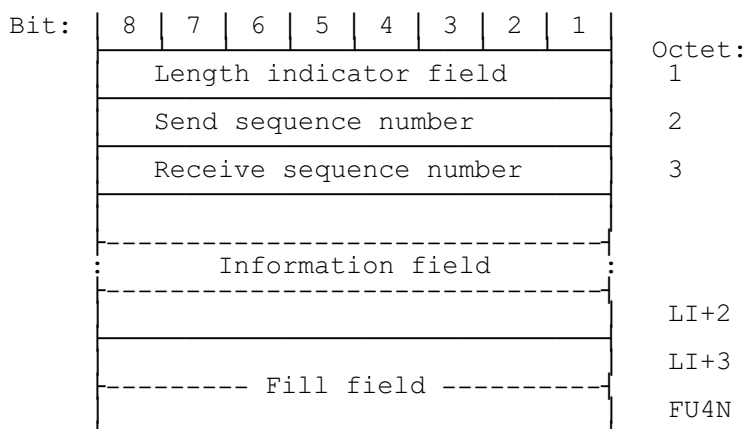 Bit: 8 7 6 5 4 3 2 1
Octet:
Length indicator field 1
Send sequence number 2
Receive sequence number 3
Information field
LI+2
LI+3
Fill field
FU4N